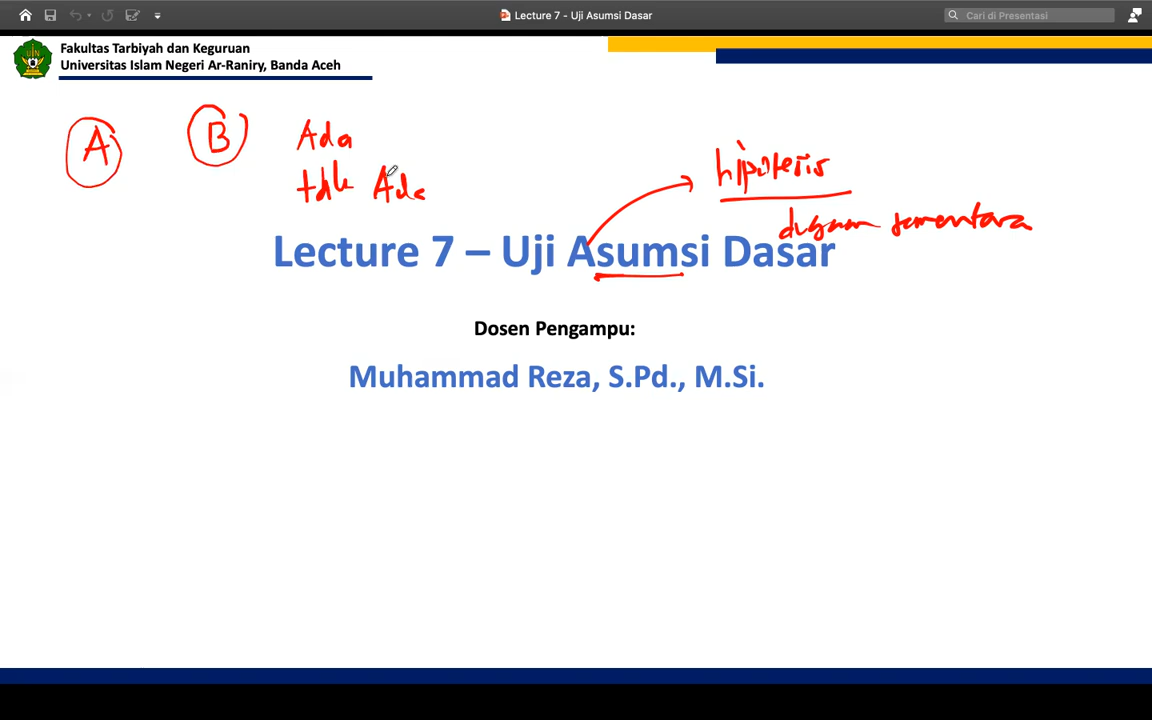 Lecture 7 - Uji Asumsi Dasar
Cari di Presentasi
Fakultas Tarbiyah dan Keguruan
Universitas Islam Negeri Ar-Raniry, Banda Aceh
A B Ada
tdk Ada
hipotesis
dugaan sementara
Lecture 7 – Uji Asumsi Dasar
Dosen Pengampu:
Muhammad Reza, S.Pd., M.Si.